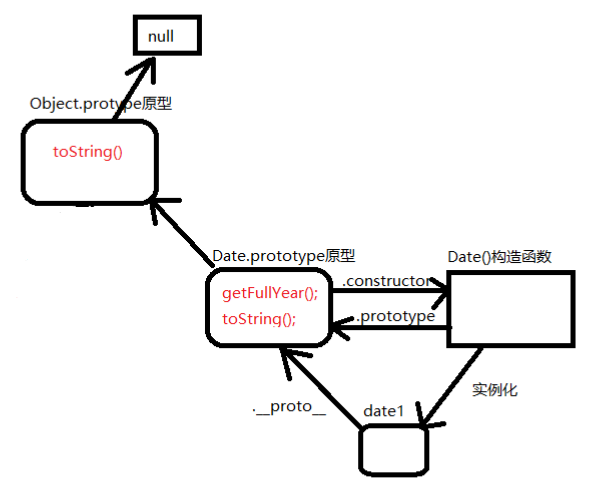 null
Object.protype原型
toString()
Date.prototype原型
Date()构造函数
getFullYear();
.constructor
toString();
.prototype
实例化
.__proto__
date1